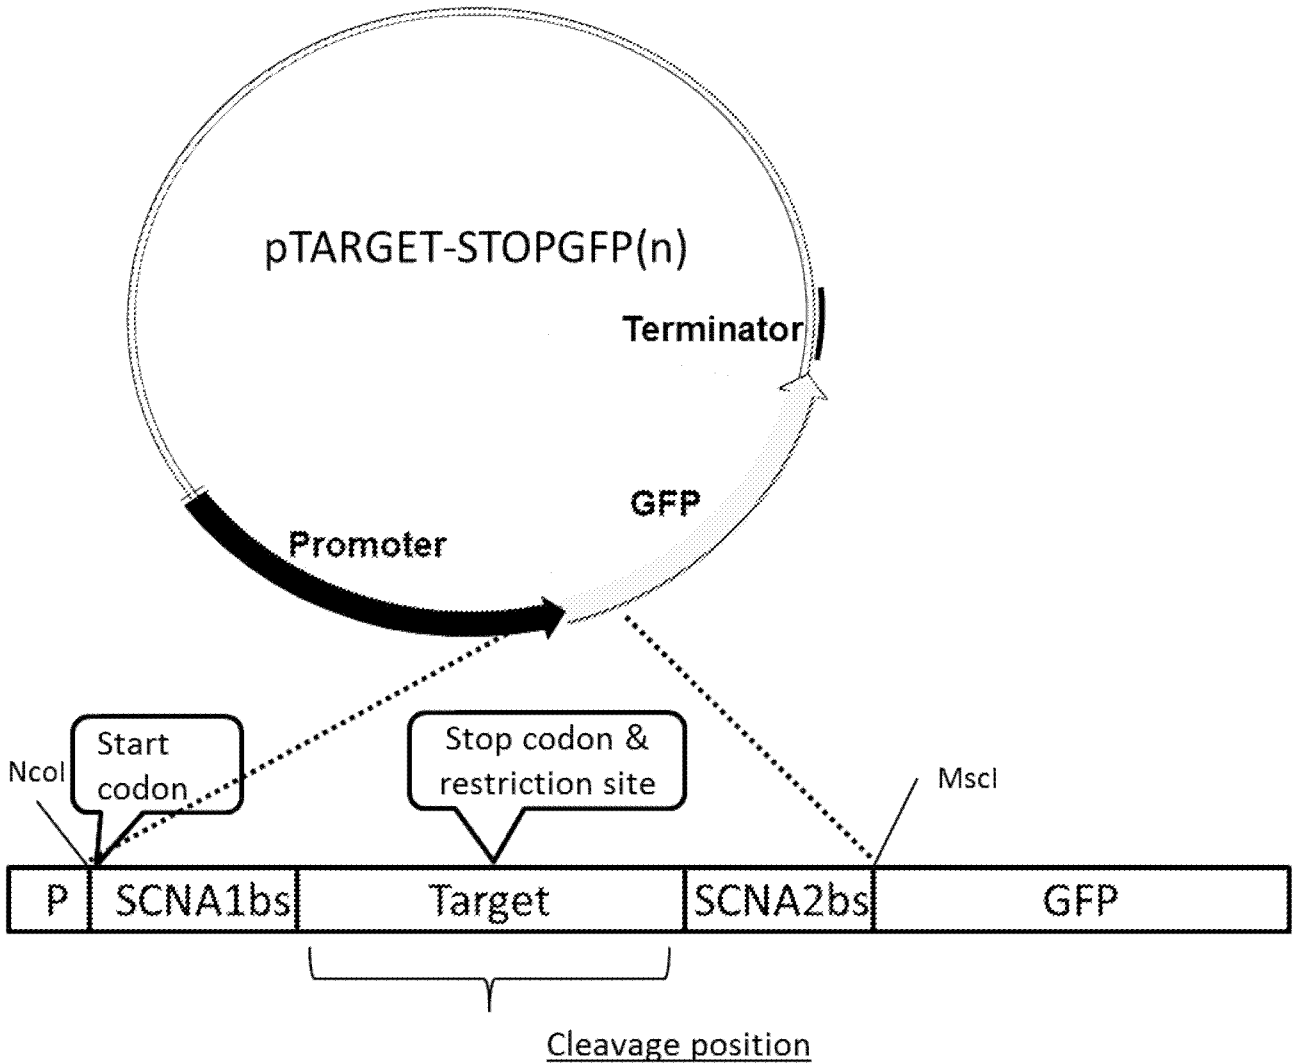 pTARGET-STOPGFP(n)
Terminator
GFP
Promoter
Start
codon
Stop codon &
restriction site
NcoI
MscI
P
SCNA1bs
Target
SCNA2bs
GFP
Cleavage position